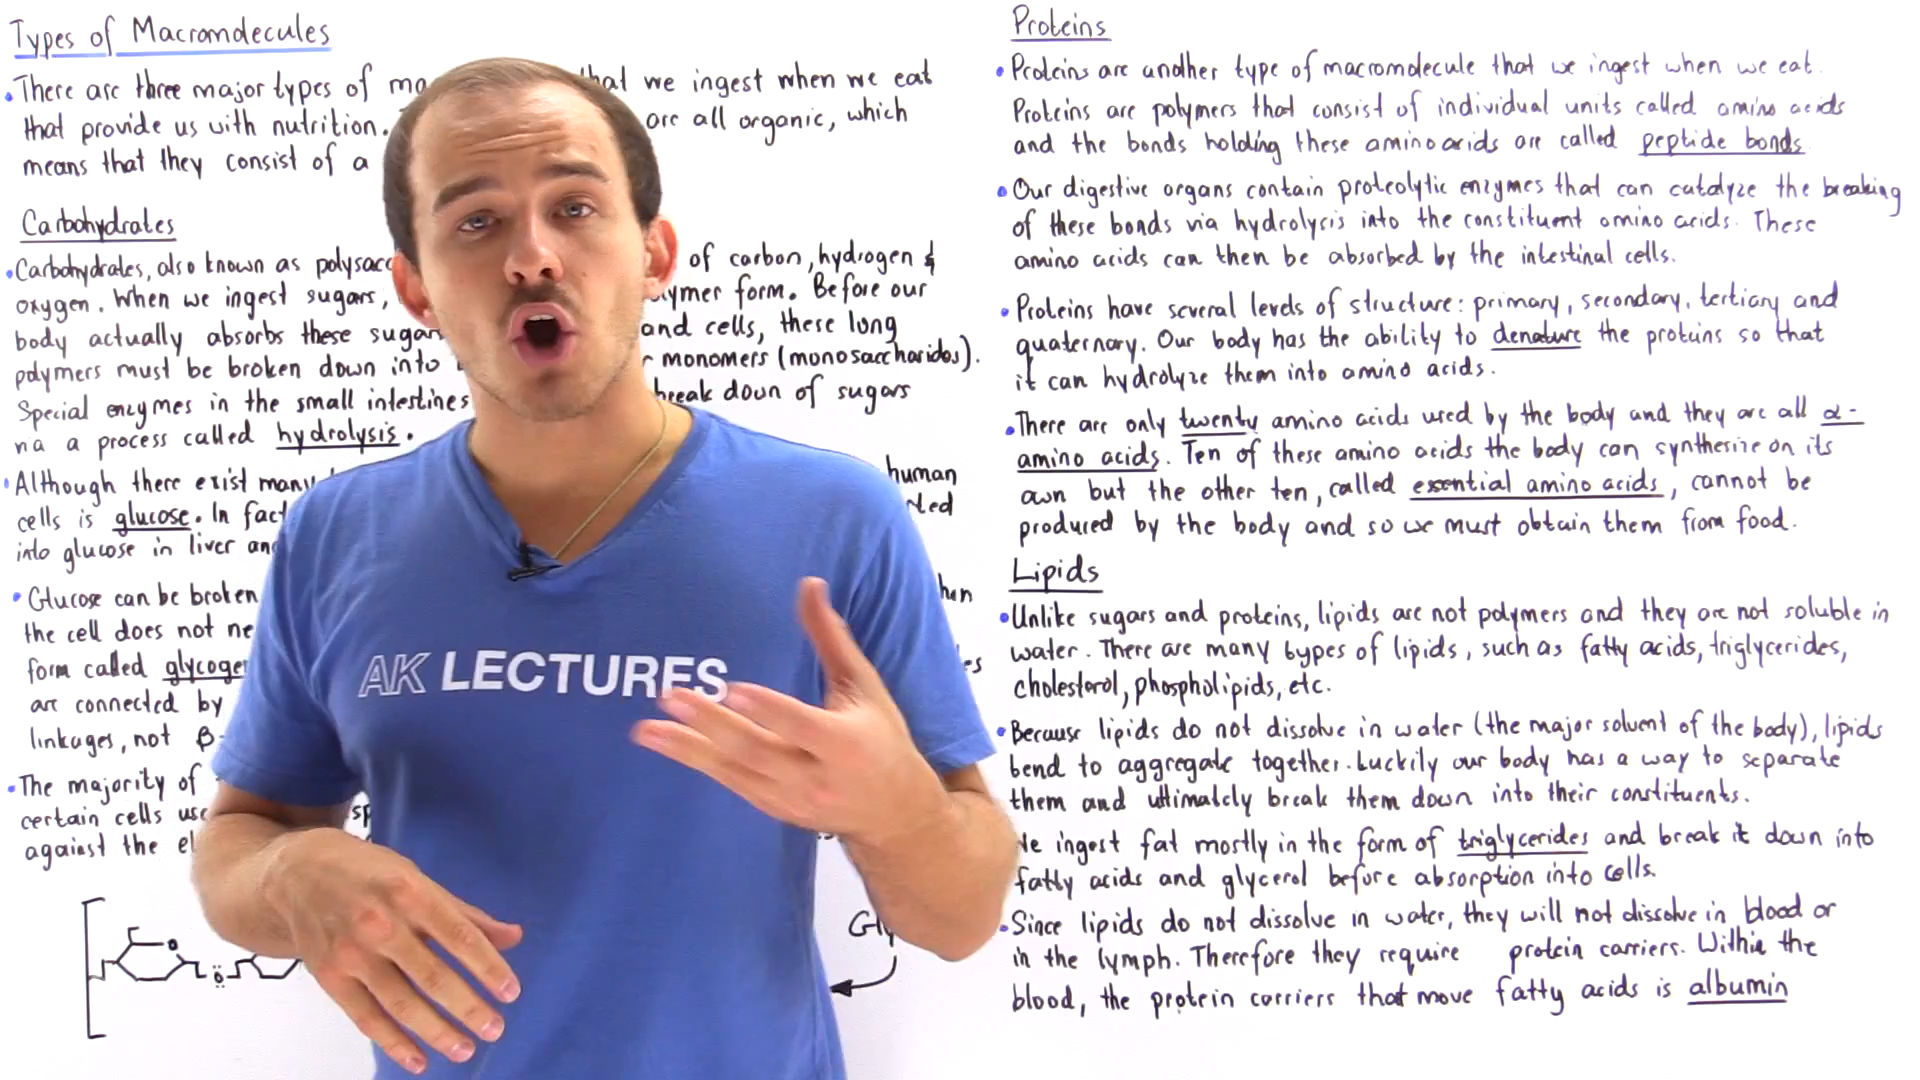 Types of Macromolecules
• There are three major types of ma hat we ingest when we eat
that provide us with nutrition. are all organic, which
means that they consist of a
Carbohydrates
• Carbohydrates, also known as polysacc of carbon, hydrogen &
oxygen. When we ingest sugars, lymer form. Before our
body actually absorbs these sugar and cells, these long
polymers must be broken down into r monomers (monosaccharides).
Special enzymes in the small intestines break down of sugars
via a process called hydrolysis.
• Although there exist many human
cells is glucose. In fact
into glucose in liver an
• Glucose can be broken hen
the cell does not ne
form called glycoge es
are connected by
linkages, not β-
• The majority of
certain cells use sp
against the el
O
Ö
Gly
AK LECTURES
Proteins
• Proteins are another type of macromolecule that we ingest when we eat.
Proteins are polymers that consist of individual units called amino acids
and the bonds holding these amino acids are called peptide bonds
• Our digestive organs contain proteolytic enzymes that can catalyze the breaking
of these bonds via hydrolysis into the constituent amino acids. These
amino acids can then be absorbed by the intestinal cells.
• Proteins have several levels of structure: primary, secondary, tertiary and
quaternary. Our body has the ability to denature the proteins so that
it can hydrolyze them into amino acids.
• There are only twenty amino acids used by the body and they are all α-
amino acids. Ten of these amino acids the body can synthesize on its
own but the other ten, called essential amino acids, cannot be
produced by the body and so we must obtain them from food.
Lipids
• Unlike sugars and proteins, lipids are not polymers and they are not soluble in
water. There are many types of lipids, such as fatty acids, triglycerides,
cholesterol, phospholipids, etc.
• Because lipids do not dissolve in water (the major solvent of the body), lipids
tend to aggregate together. Luckily our body has a way to separate
them and ultimately break them down into their constituents.
We ingest fat mostly in the form of triglycerides and break it down into
fatty acids and glycerol before absorption into cells.
• Since lipids do not dissolve in water, they will not dissolve in blood or
in the lymph. Therefore they require protein carriers. Within the
blood, the protein carriers that move fatty acids is albumin